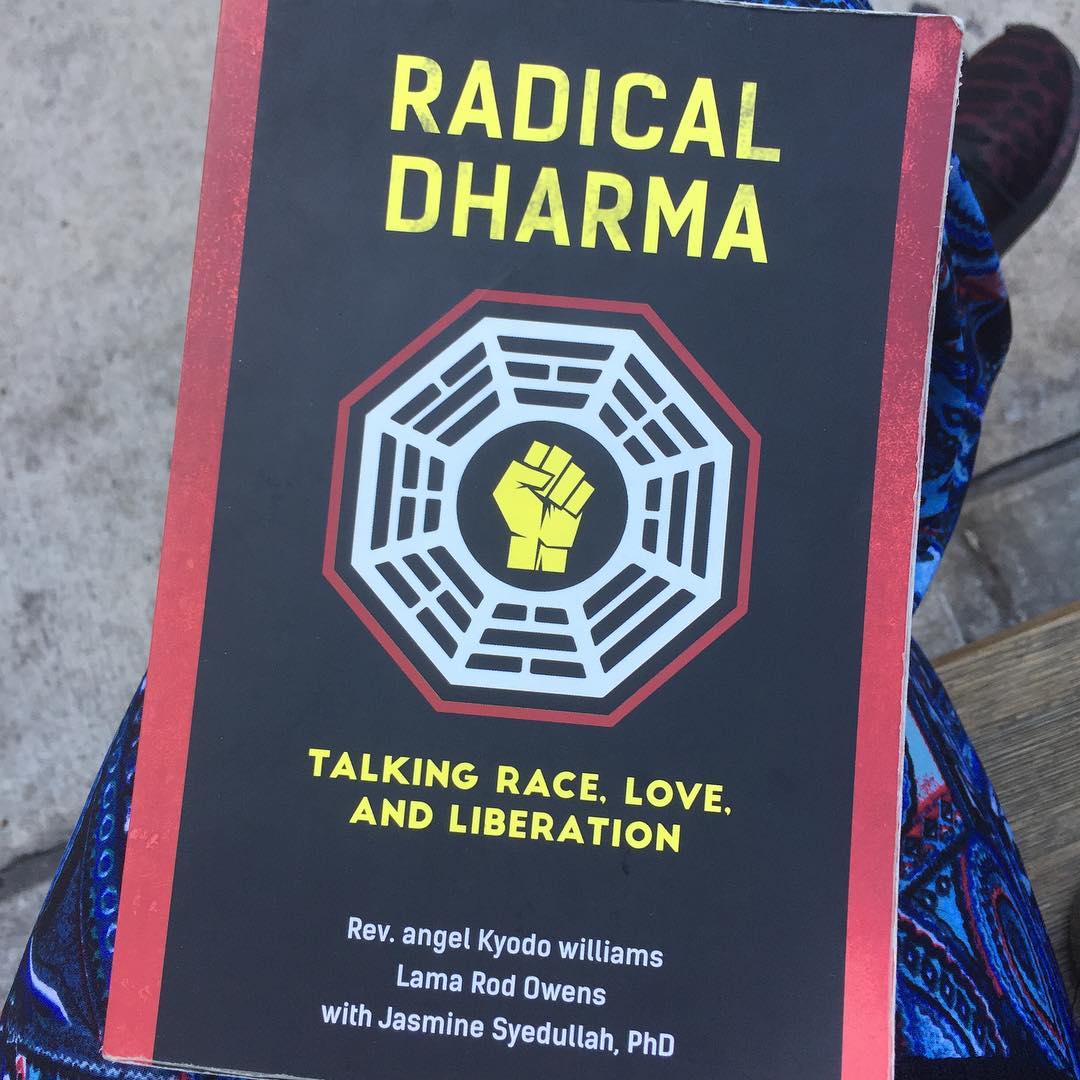 RADICAL
DHARMA
TALKING RACE, LOVE,
AND LIBERATION
Rev. angel Kyodo williams
Lama Rod Owens
with Jasmine Syedullah, PhD